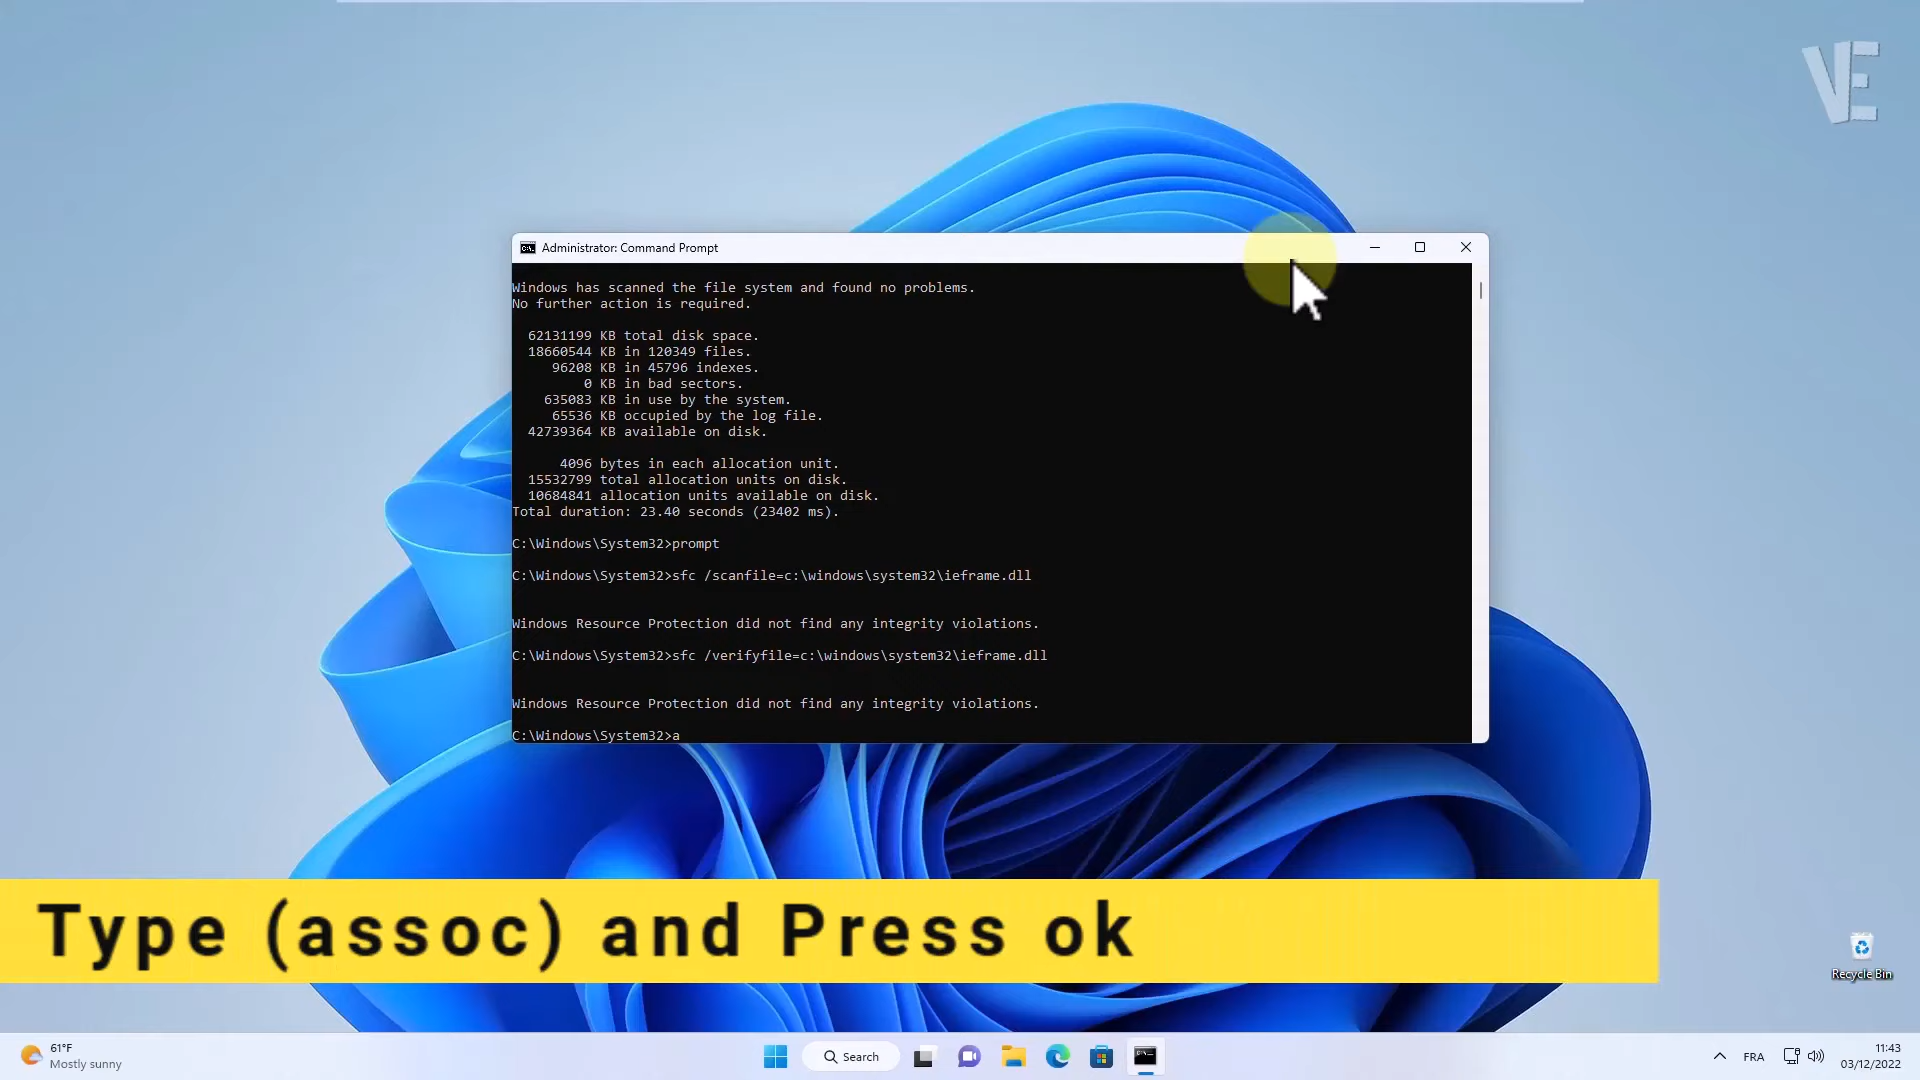 VE
Administrator: Command Prompt
Windows has scanned the file system and found no problems.
No further action is required.
62131199 KB total disk space.
18660544 KB in 120349 files.
96208 KB in 45796 indexes.
0 KB in bad sectors.
635083 KB in use by the system.
65536 KB occupied by the log file.
42739364 KB available on disk.
4096 bytes in each allocation unit.
15532799 total allocation units on disk.
10684841 allocation units available on disk.
Total duration: 23.40 seconds (23402 ms).
C:\Windows\System32>prompt
C:\Windows\System32>sfc /scanfile=c:\windows\system32\ieframe.dll
Windows Resource Protection did not find any integrity violations.
C:\Windows\System32>sfc /verifyfile=c:\windows\system32\ieframe.dll
Windows Resource Protection did not find any integrity violations.
C:\Windows\System32>a
Type (assoc) and Press ok
Recycle Bin
61°F
Mostly sunny
Search
FRA
11:43
03/12/2022